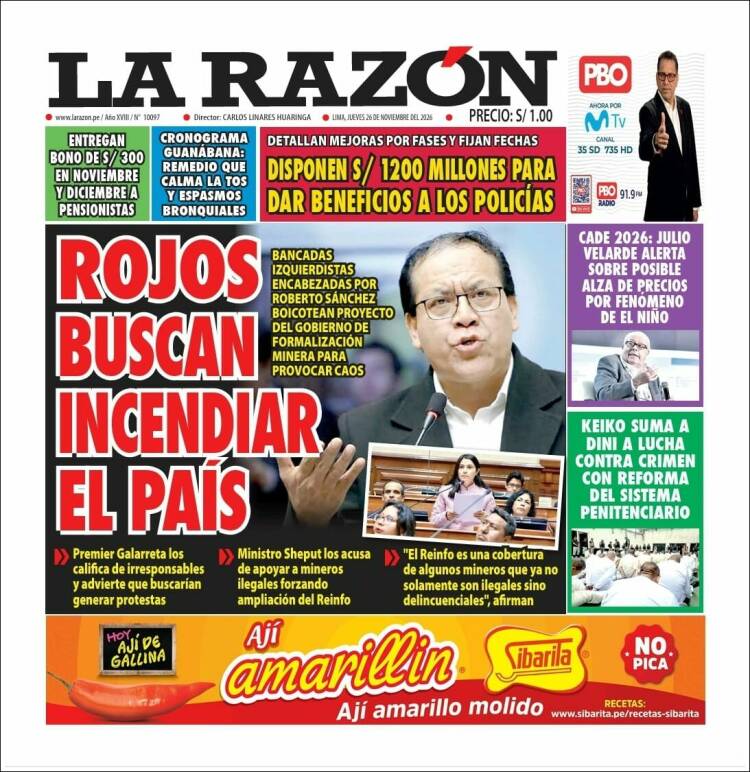 LA RAZÓN
www.larazon.pe / Año XVIII / N° 10097
Director: CARLOS LINARES HUARINGA
LIMA, JUEVES 26 DE NOVIEMBRE DEL 2026
PRECIO: S/ 1.00
PBO
AHORA POR
M Tv
CANAL
35 SD 735 HD
PBO
RADIO
91.9 FM
ENTREGAN
BONO DE S/ 300
EN NOVIEMBRE
Y DICIEMBRE A
PENSIONISTAS
CRONOGRAMA
GUANÁBANA:
REMEDIO QUE
CALMA LA TOS
Y ESPASMOS
BRONQUIALES
DETALLAN MEJORAS POR FASES Y FIJAN FECHAS
DISPONEN S/ 1200 MILLONES PARA
DAR BENEFICIOS A LOS POLICÍAS
ROJOS
BUSCAN
INCENDIAR
EL PAÍS
BANCADAS
IZQUIERDISTAS
ENCABEZADAS POR
ROBERTO SÁNCHEZ
BOICOTEAN PROYECTO
DEL GOBIERNO DE
FORMALIZACIÓN
MINERA PARA
PROVOCAR CAOS
Premier Galarreta los
califica de irresponsables
y advierte que buscarían
generar protestas
Ministro Sheput los acusa
de apoyar a mineros
ilegales forzando
ampliación del Reinfo
"El Reinfo es una cobertura
de algunos mineros que ya no
solamente son ilegales sino
delincuenciales", afirman
CADE 2026: JULIO
VELARDE ALERTA
SOBRE POSIBLE
ALZA DE PRECIOS
POR FENÓMENO
DE EL NIÑO
KEIKO SUMA A
DINI A LUCHA
CONTRA CRIMEN
CON REFORMA
DEL SISTEMA
PENITENCIARIO
HOY
AJÍ DE
GALLINA
Ají
amarillin
Ají amarillo molido
Sibarita
NO
PICA
RECETAS:
www.sibarita.pe/recetas-sibarita